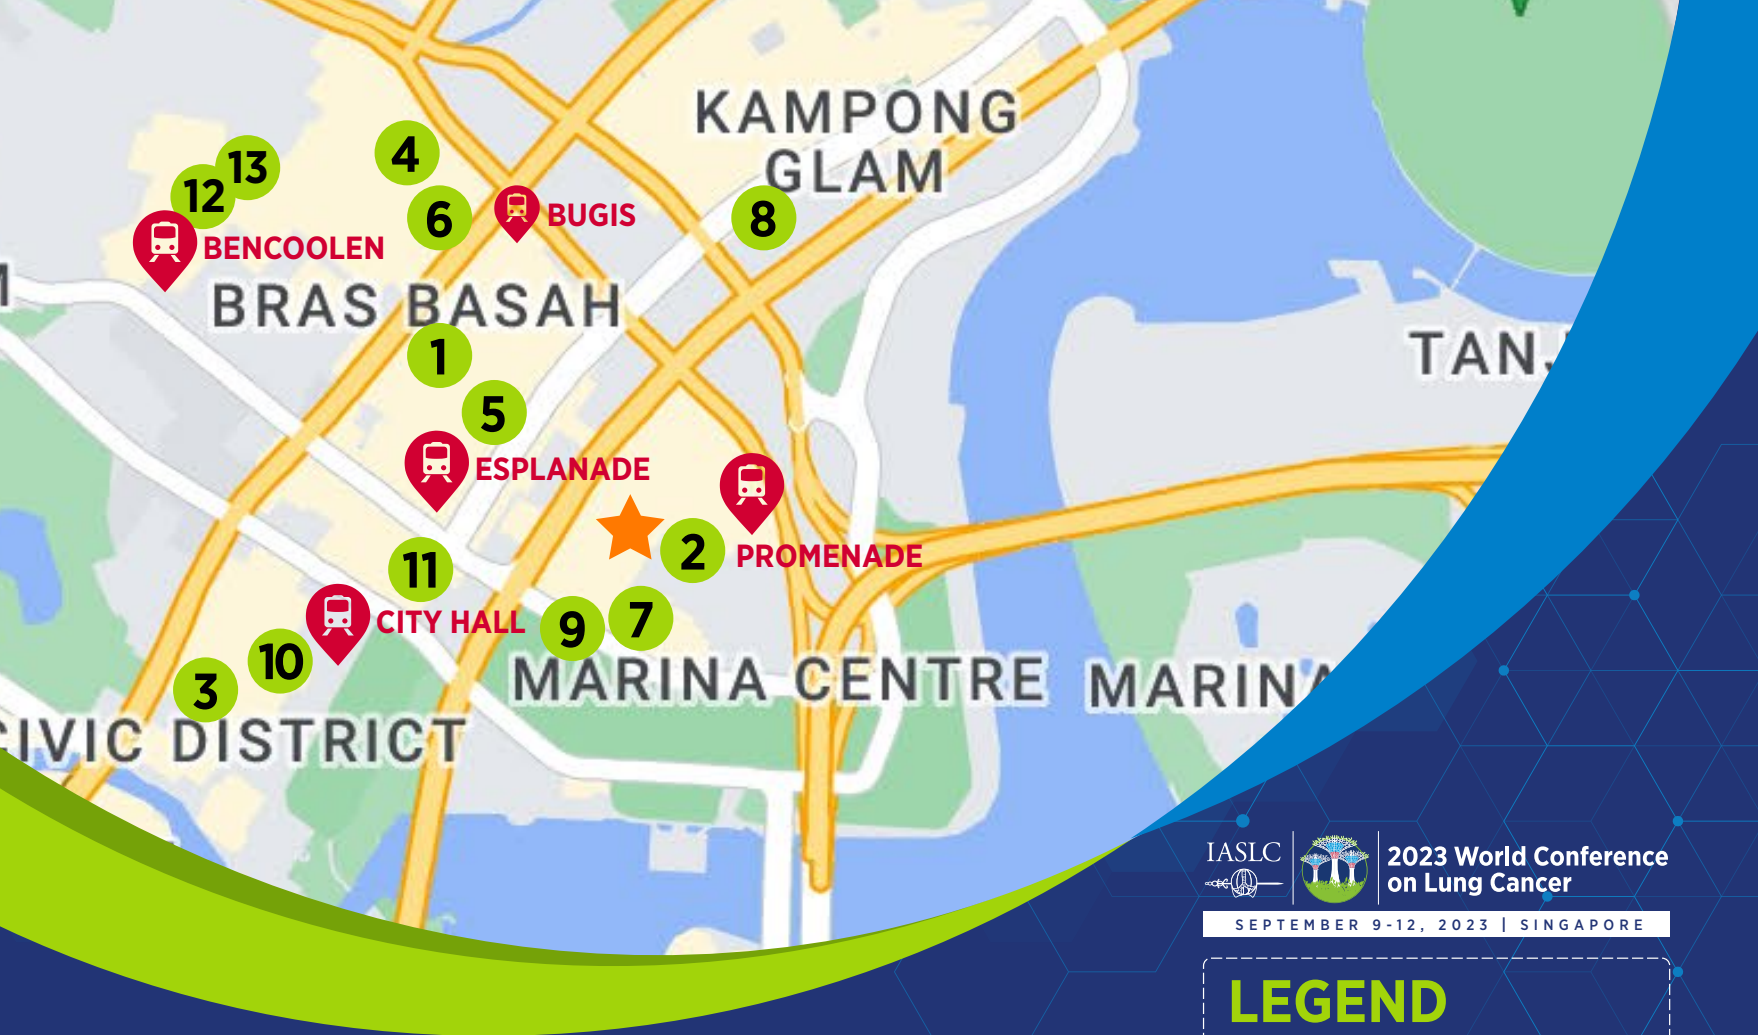 KAMPONG
GLAM
4
13
12
6
BUGIS
8
BENCOOLEN
BRAS BASAH
1
TAN
5
ESPLANADE
2
PROMENADE
11
CITY HALL
9
7
10
3
MARINA CENTRE
MARINA
CIVIC DISTRICT
IASLC
2023 World Conference
on Lung Cancer
SEPTEMBER 9-12, 2023 | SINGAPORE
LEGEND